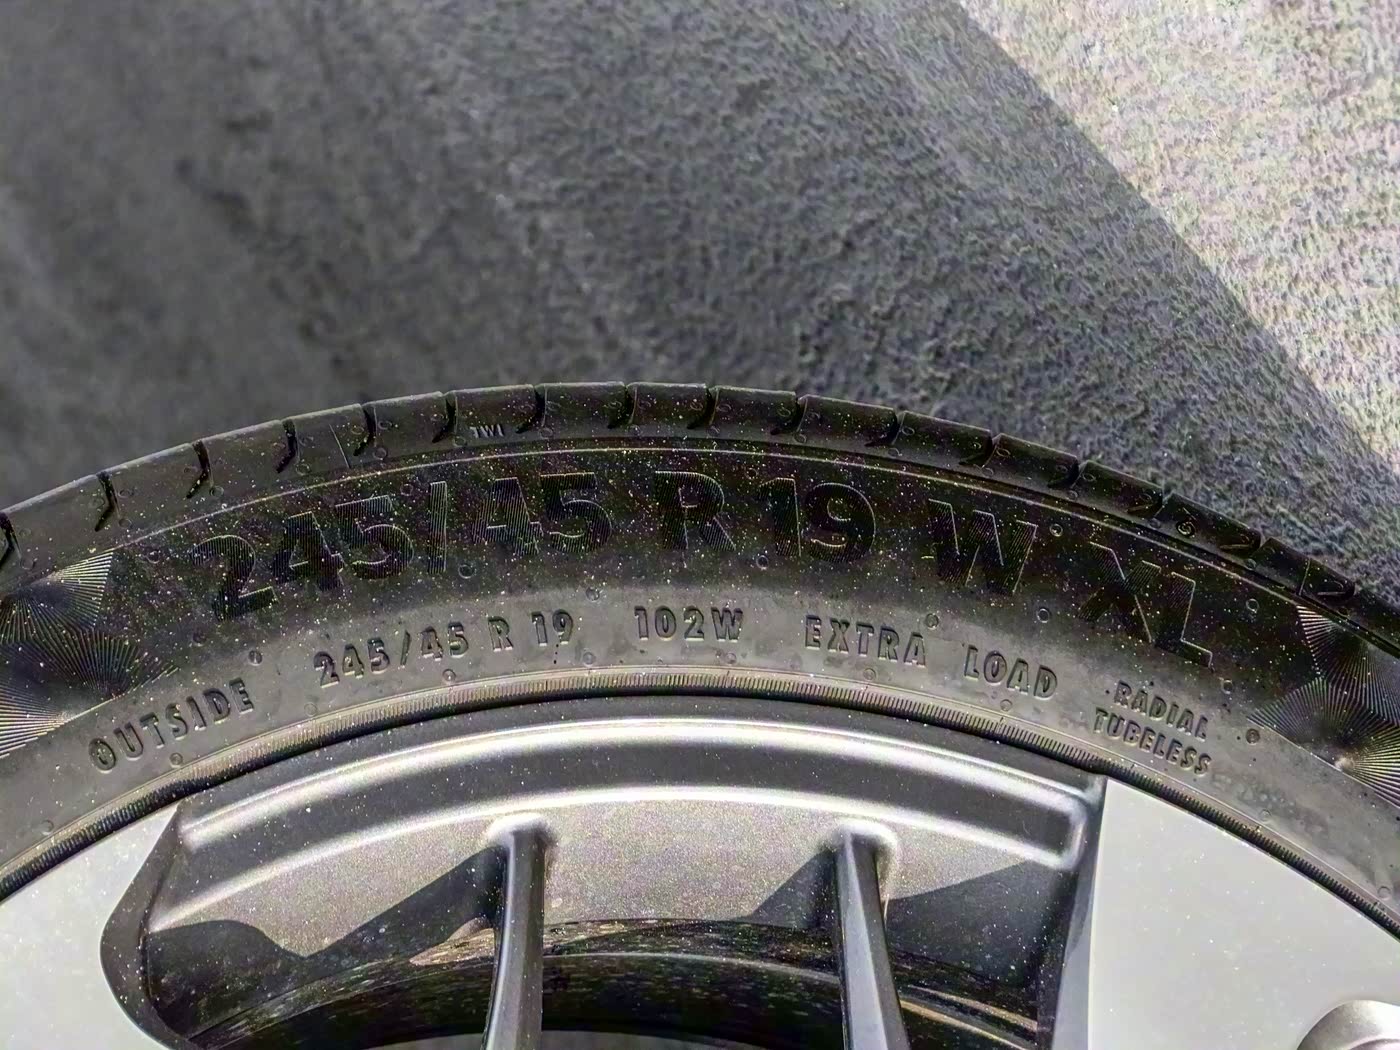 TWI
245/45 R 19 W XL
OUTSIDE 245/45 R 19 102W EXTRA LOAD
RADIAL
TUBELESS